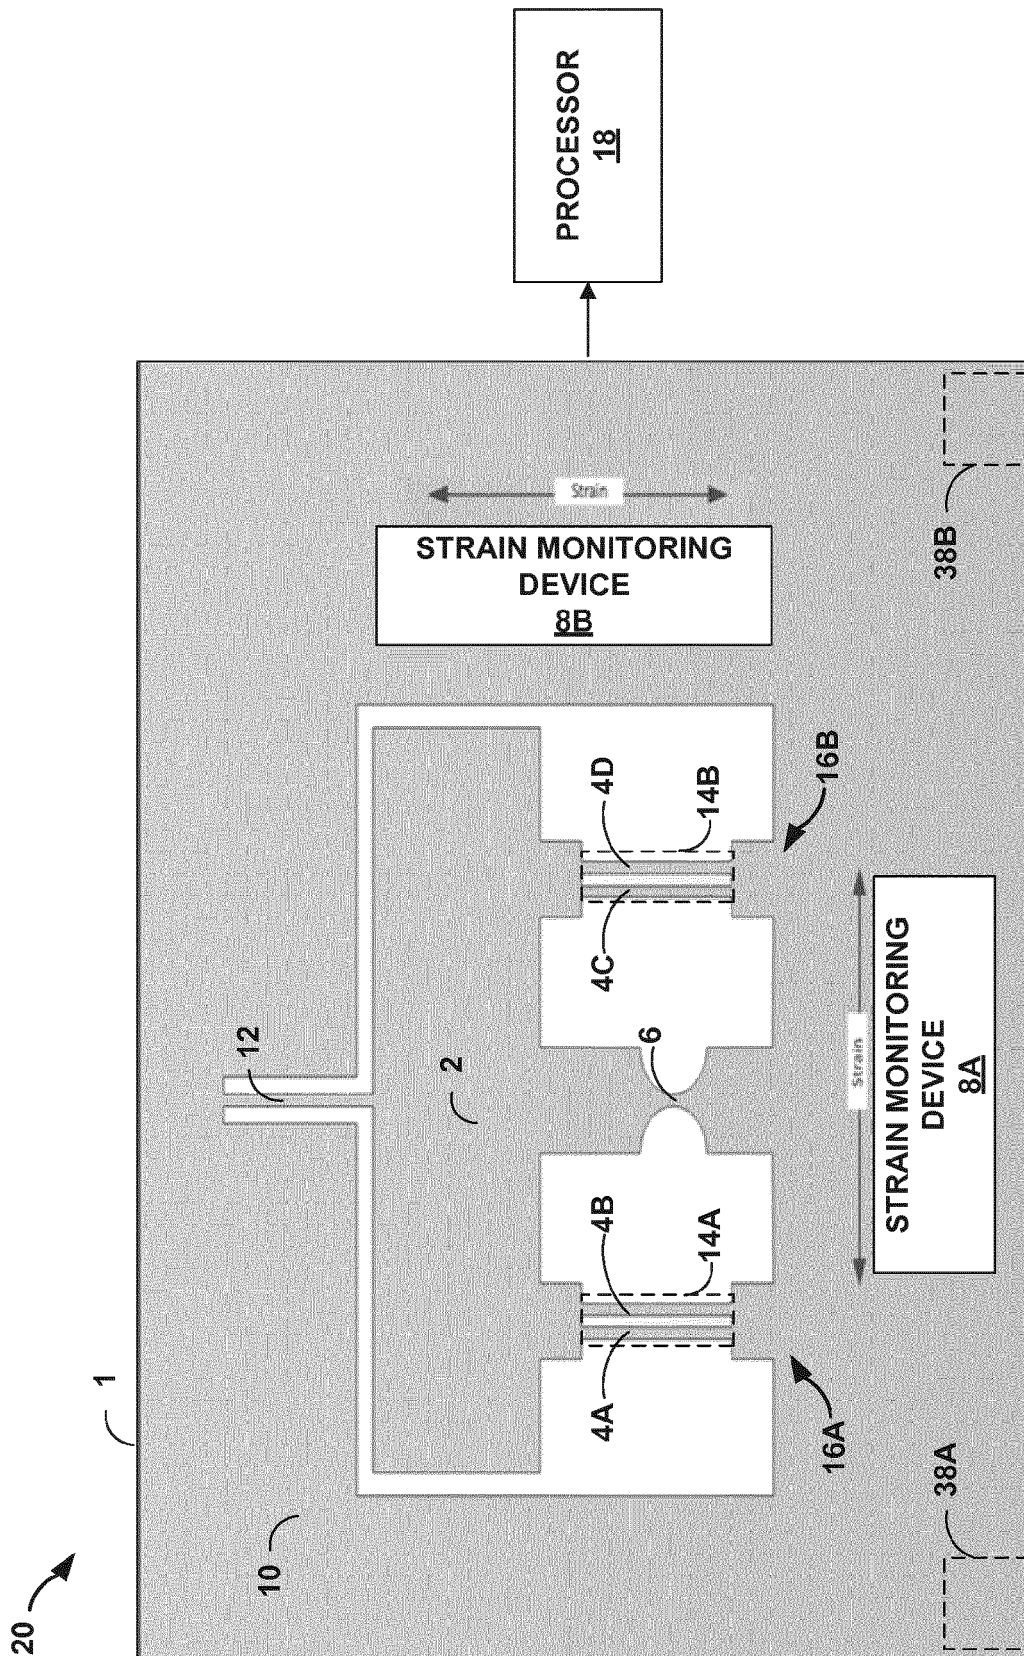 20
1
10
12
2
PROCESSOR
18
STRAIN MONITORING
DEVICE
8B
Strain
4A
4B
4C
4D
6
14A
14B
16A
16B
Strain
STRAIN MONITORING
DEVICE
8A
38A
38B